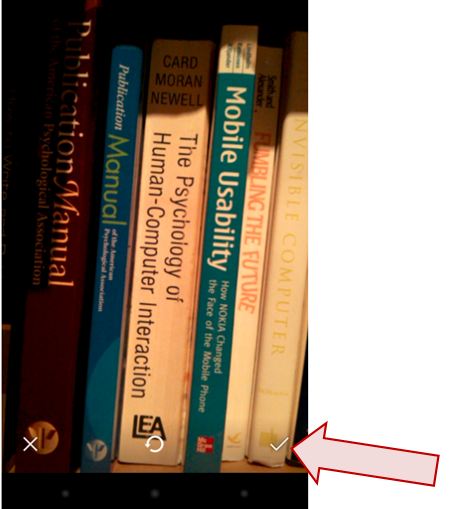 Publication Manual
of the American Psychological Association
Publication
Manual
of the American
Psychological Association
CARD
MORAN
NEWELL
The Psychology of
Human-Computer Interaction
LEA
Mobile Usability
How NOKIA Changed
the Face of the Mobile Phone
Smith and
Alexander
FUMBLING THE FUTURE
INVISIBLE COMPUTER